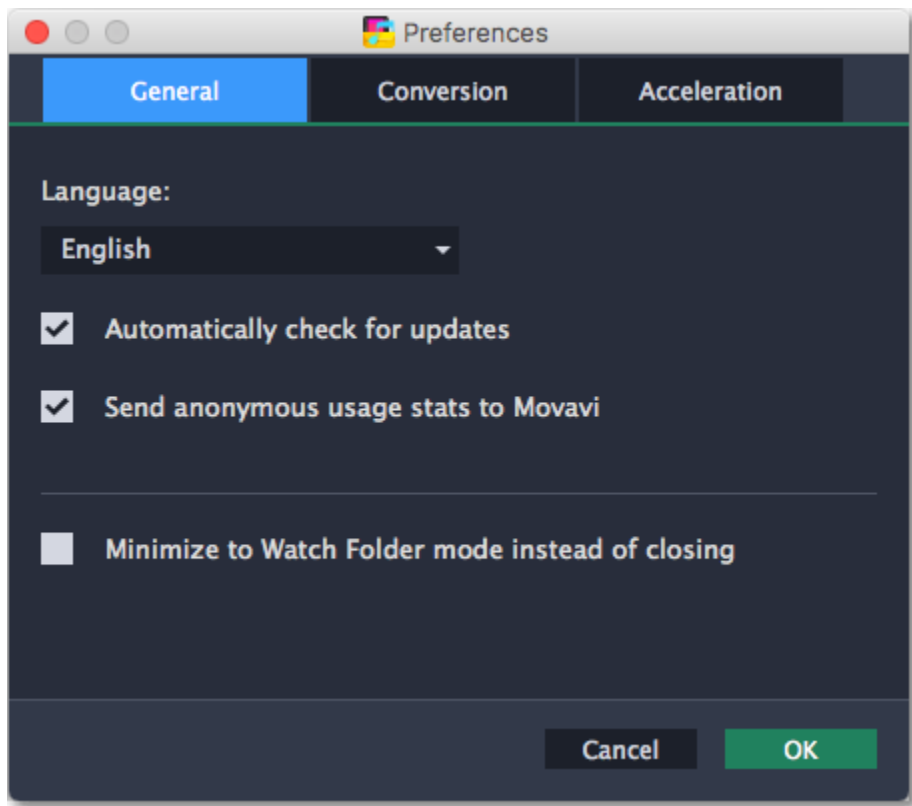 Preferences
General Conversion Acceleration
Language:
English
Automatically check for updates
Send anonymous usage stats to Movavi
Minimize to Watch Folder mode instead of closing
Cancel OK